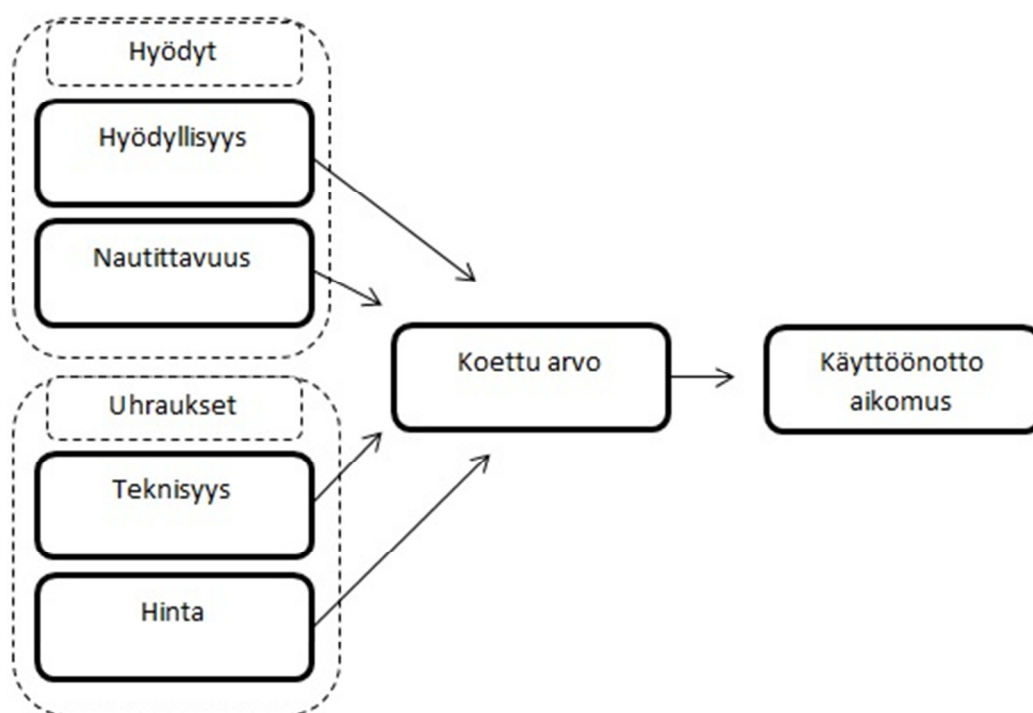 Hyödyt
Hyödyllisyys
Nautittavuus
Uhraukset
Teknisyys
Hinta
Koettu arvo
Käyttöönotto
aikomus